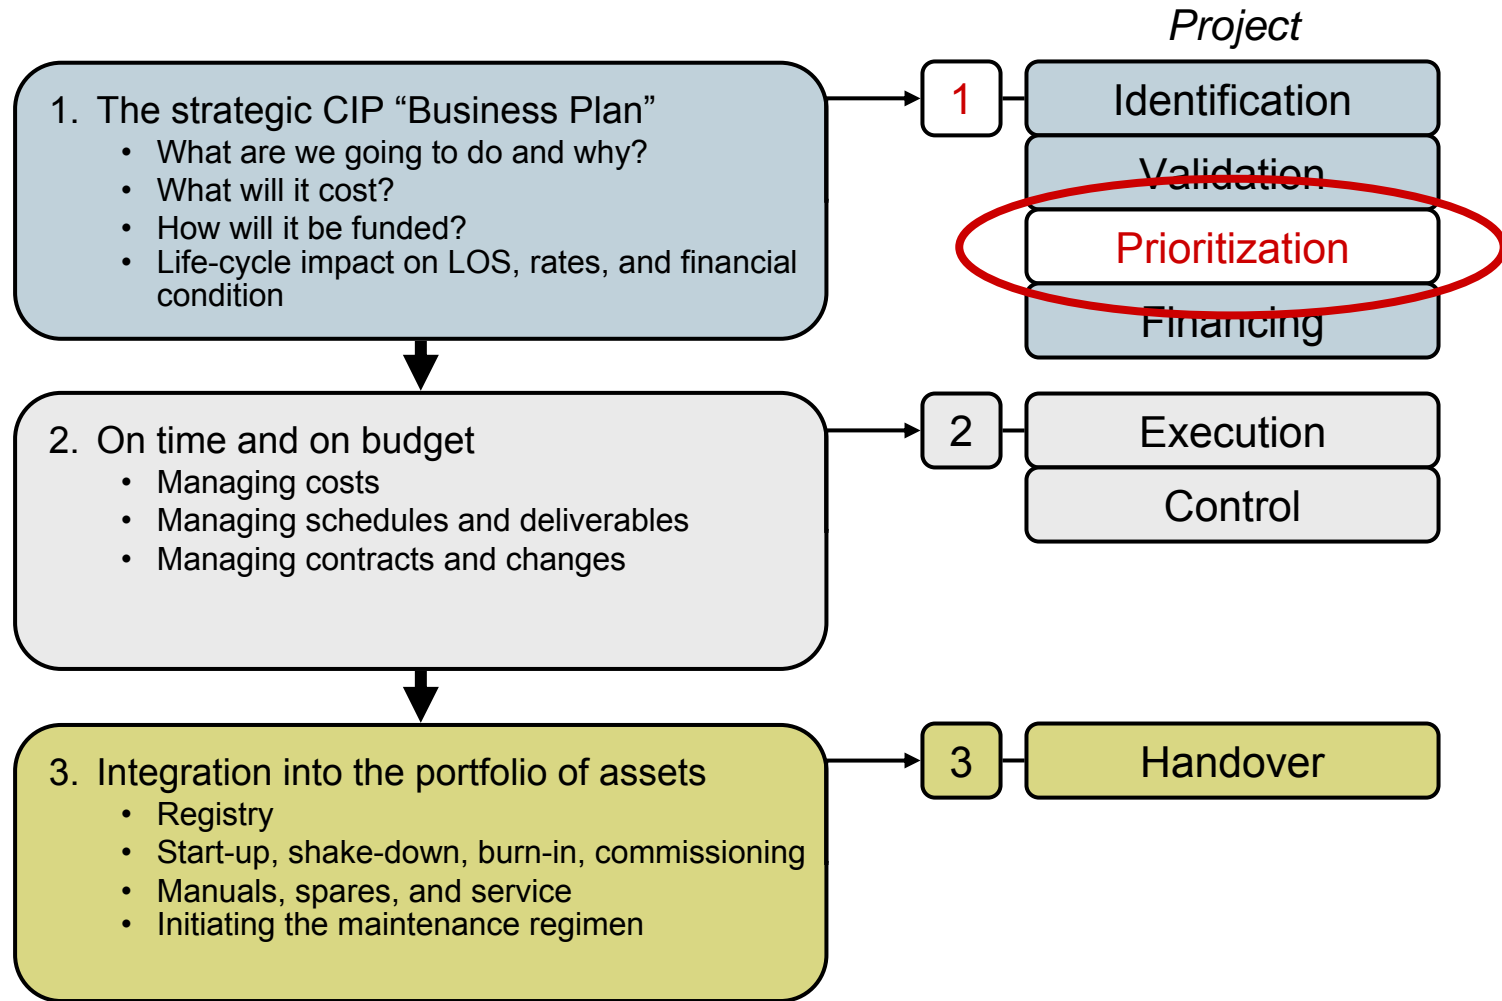 Project
1. The strategic CIP “Business Plan”
• What are we going to do and why?
• What will it cost?
• How will it be funded?
• Life-cycle impact on LOS, rates, and financial
condition
1
Identification
Validation
Prioritization
Financing
2. On time and on budget
• Managing costs
• Managing schedules and deliverables
• Managing contracts and changes
2
Execution
Control
3. Integration into the portfolio of assets
• Registry
• Start-up, shake-down, burn-in, commissioning
• Manuals, spares, and service
• Initiating the maintenance regimen
3
Handover